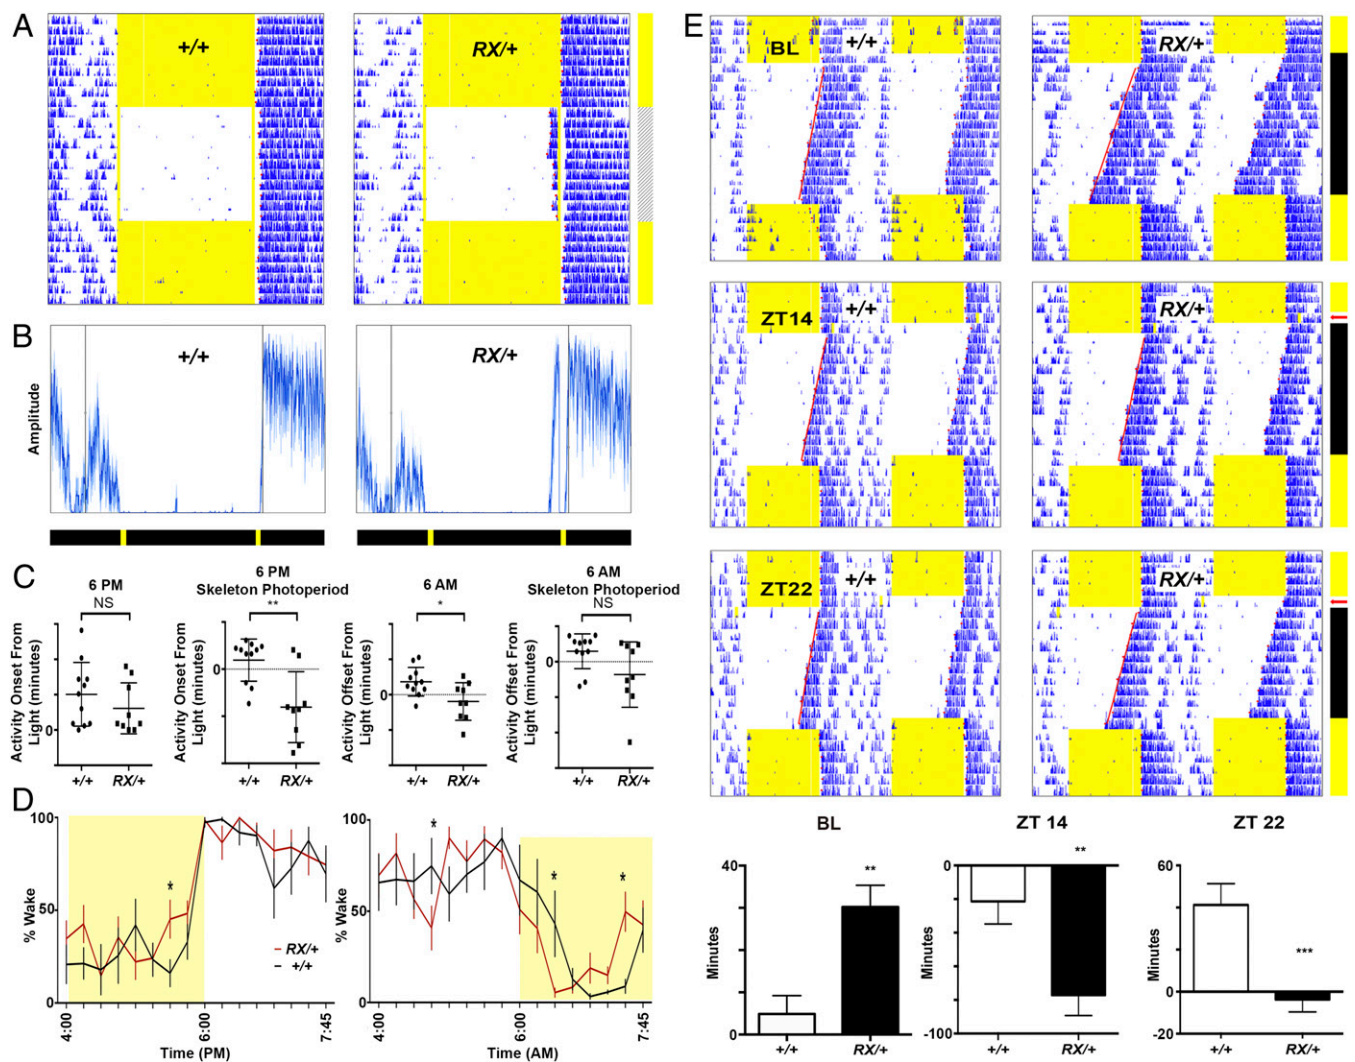 A
+/+
RX/+
B
Amplitude
+/+
RX/+
C
6 PM
NS
Activity Onset From
Light (minutes)
0
+/+
RX/+
6 PM
Skeleton Photoperiod
**
Activity Onset From
Light (minutes)
0
+/+
RX/+
6 AM
*
Activity Offset From
Light (minutes)
0
+/+
RX/+
6 AM
Skeleton Photoperiod
NS
Activity Offset From
Light (minutes)
0
+/+
RX/+
D
% Wake
100
50
0
*
RX/+
+/+
4:00
6:00
7:45
Time (PM)
% Wake
100
50
0
*
*
*
4:00
6:00
7:45
Time (AM)
E
BL
+/+
RX/+
ZT14
+/+
RX/+
ZT22
+/+
RX/+
BL
Minutes
40
0
**
+/+
RX/+
ZT 14
Minutes
0
-100
**
+/+
RX/+
ZT 22
Minutes
60
40
20
0
-20
***
+/+
RX/+